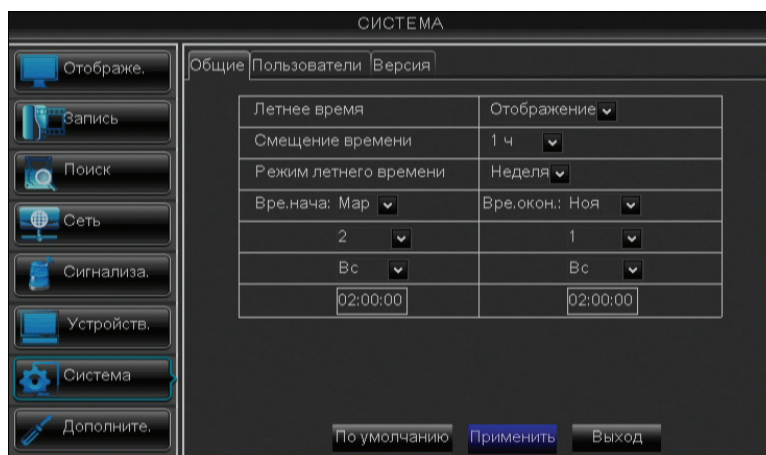 СИСТЕМА
Отображе.
Запись
Поиск
Сеть
Сигнализа.
Устройств.
Система
Дополните.
Общие Пользователи Версия
Летнее время Отображение
Смещение времени 1 ч
Режим летнего времени Неделя
Вре.нача: Мар Вре.окон.: Ноя
2 1
Вс Вс
02:00:00 02:00:00
По умолчанию Применить Выход